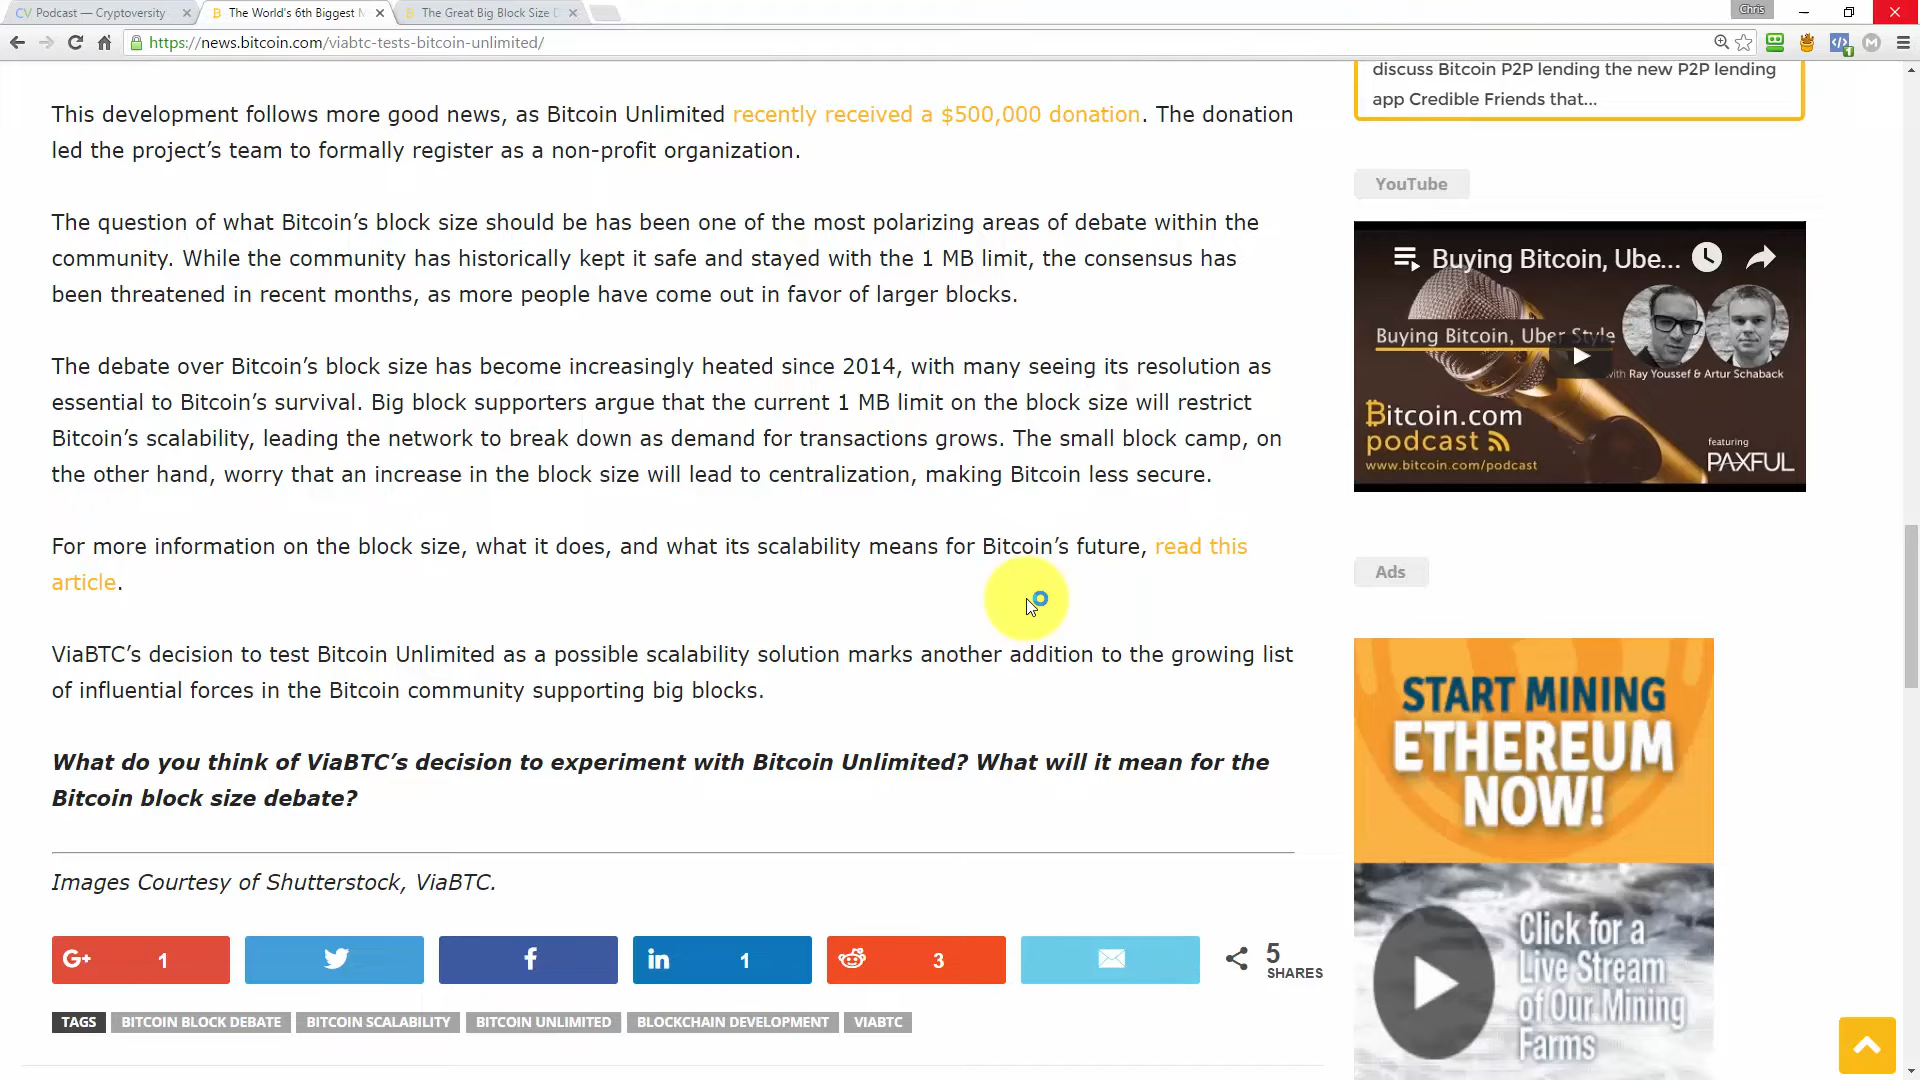 Podcast — Cryptoversity
The World's 6th Biggest M
The Great Big Block Size D
Chris
https://news.bitcoin.com/viabtc-tests-bitcoin-unlimited/
This development follows more good news, as Bitcoin Unlimited recently received a $500,000 donation. The donation
led the project’s team to formally register as a non-profit organization.
The question of what Bitcoin’s block size should be has been one of the most polarizing areas of debate within the
community. While the community has historically kept it safe and stayed with the 1 MB limit, the consensus has
been threatened in recent months, as more people have come out in favor of larger blocks.
The debate over Bitcoin’s block size has become increasingly heated since 2014, with many seeing its resolution as
essential to Bitcoin’s survival. Big block supporters argue that the current 1 MB limit on the block size will restrict
Bitcoin’s scalability, leading the network to break down as demand for transactions grows. The small block camp, on
the other hand, worry that an increase in the block size will lead to centralization, making Bitcoin less secure.
For more information on the block size, what it does, and what its scalability means for Bitcoin’s future, read this
article.
ViaBTC’s decision to test Bitcoin Unlimited as a possible scalability solution marks another addition to the growing list
of influential forces in the Bitcoin community supporting big blocks.
What do you think of ViaBTC’s decision to experiment with Bitcoin Unlimited? What will it mean for the
Bitcoin block size debate?
Images Courtesy of Shutterstock, ViaBTC.
G+ 1
in 1
3
5
SHARES
TAGS BITCOIN BLOCK DEBATE BITCOIN SCALABILITY BITCOIN UNLIMITED BLOCKCHAIN DEVELOPMENT VIABTC
discuss Bitcoin P2P lending the new P2P lending
app Credible Friends that...
YouTube
Buying Bitcoin, Ube...
Buying Bitcoin, Uber Style
with Ray Youssef & Artur Schaback
Bitcoin.com
podcast
www.bitcoin.com/podcast
featuring
PAXFUL
Ads
START MINING
ETHEREUM
NOW!
Click for a
Live Stream
of Our Mining
Farms